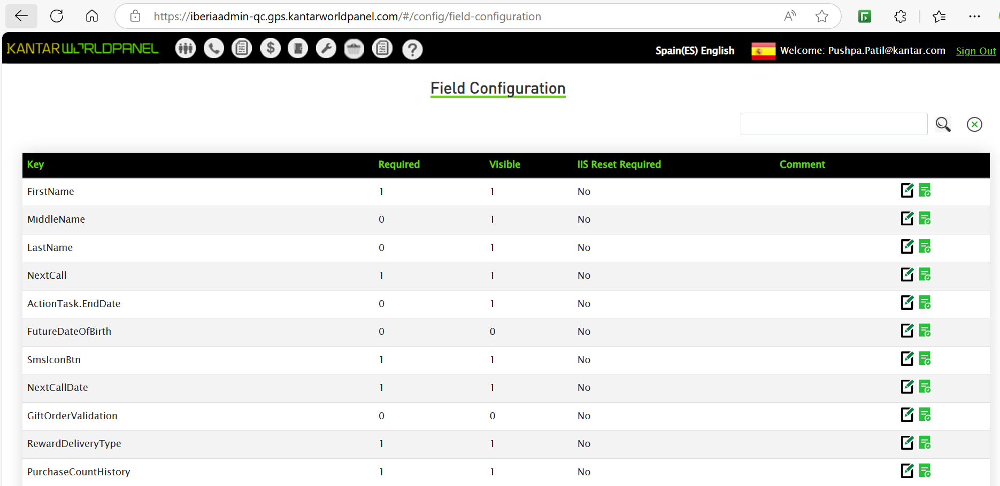 https://iberiaadmin-qc.gps.kantarworldpanel.com/#/config/field-configuration
KANTAR WORLDPANEL
$
?
Spain(ES) English
Welcome: Pushpa.Patil@kantar.com
Sign Out
Field Configuration
Key Required Visible IIS Reset Required Comment
FirstName 1 1 No
MiddleName 0 1 No
LastName 0 1 No
NextCall 1 1 No
ActionTask.EndDate 0 1 No
FutureDateOfBirth 0 0 No
SmsIconBtn 1 1 No
NextCallDate 1 1 No
GiftOrderValidation 0 0 No
RewardDeliveryType 1 1 No
PurchaseCountHistory 1 1 No